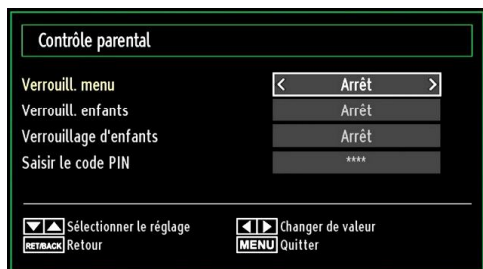 Contrôle parental
Verrouill. menu < Arrêt >
Verrouill. enfants Arrêt
Verrouillage d'enfants Arrêt
Saisir le code PIN ****
▼▲ Sélectionner le réglage ◀▶ Changer de valeur
RET/BACK Retour MENU Quitter